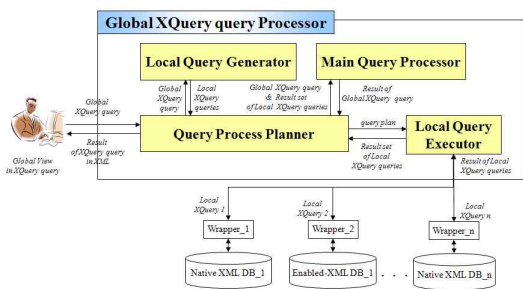 Global XQuery query Processor
Local Query Generator
Main Query Processor
Global
XQuery
query
Local
XQuery
queries
Global XQuery query
& Result set
of Local XQuery queries
Result of
Global XQuery query
Global
XQuery query
Query Process Planner
query plan
Local Query
Executor
Result
of XQuery query
in XML
Result set
of Local
XQuery queries
Result of Local
XQuery queries
Global View
in XQuery query
Local
XQuery 1
Local
XQuery 2
Local
XQuery n
Wrapper_1
Wrapper_2
Wrapper_n
Native XML DB_1
Enabled-XML DB_1
. . .
Native XML DB_n